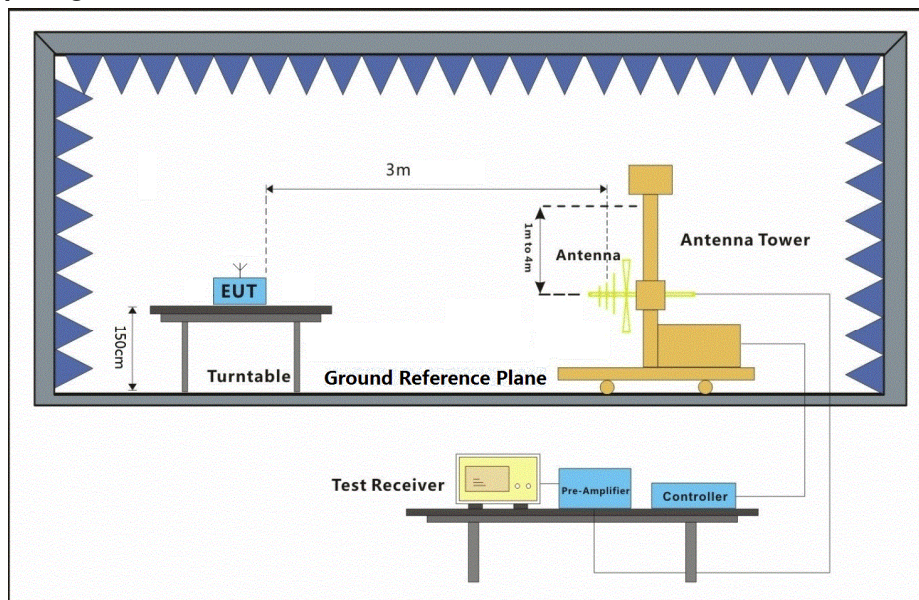 3m
1m to 4m
Antenna
Antenna Tower
EUT
150cm
Turntable
Ground Reference Plane
Test Receiver
Pre-Amplifier
Controller